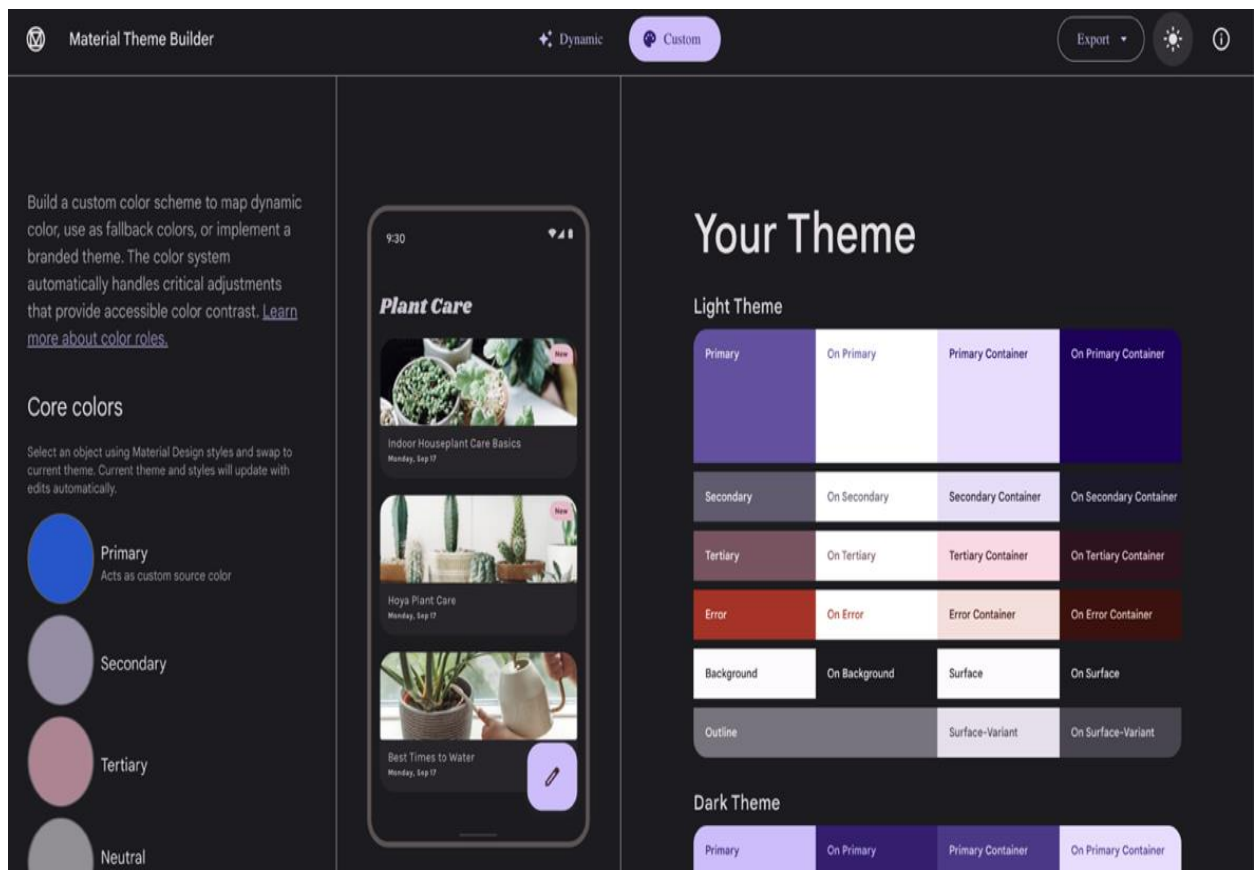 Material Theme Builder
Dynamic
Custom
Export
Build a custom color scheme to map dynamic
color, use as fallback colors, or implement a
branded theme. The color system
automatically handles critical adjustments
that provide accessible color contrast. Learn
more about color roles.
Core colors
Select an object using Material Design styles and swap to
current theme. Current theme and styles will update with
edits automatically.
Primary
Acts as custom source color
Secondary
Tertiary
Neutral
9:30
Plant Care
New
Indoor Houseplant Care Basics
Monday, Sep 17
New
Hoya Plant Care
Monday, Sep 17
Best Times to Water
Monday, Sep 17
Your Theme
Light Theme
Primary
On Primary
Primary Container
On Primary Container
Secondary
On Secondary
Secondary Container
On Secondary Container
Tertiary
On Tertiary
Tertiary Container
On Tertiary Container
Error
On Error
Error Container
On Error Container
Background
On Background
Surface
On Surface
Outline
Surface-Variant
On Surface-Variant
Dark Theme
Primary
On Primary
Primary Container
On Primary Container